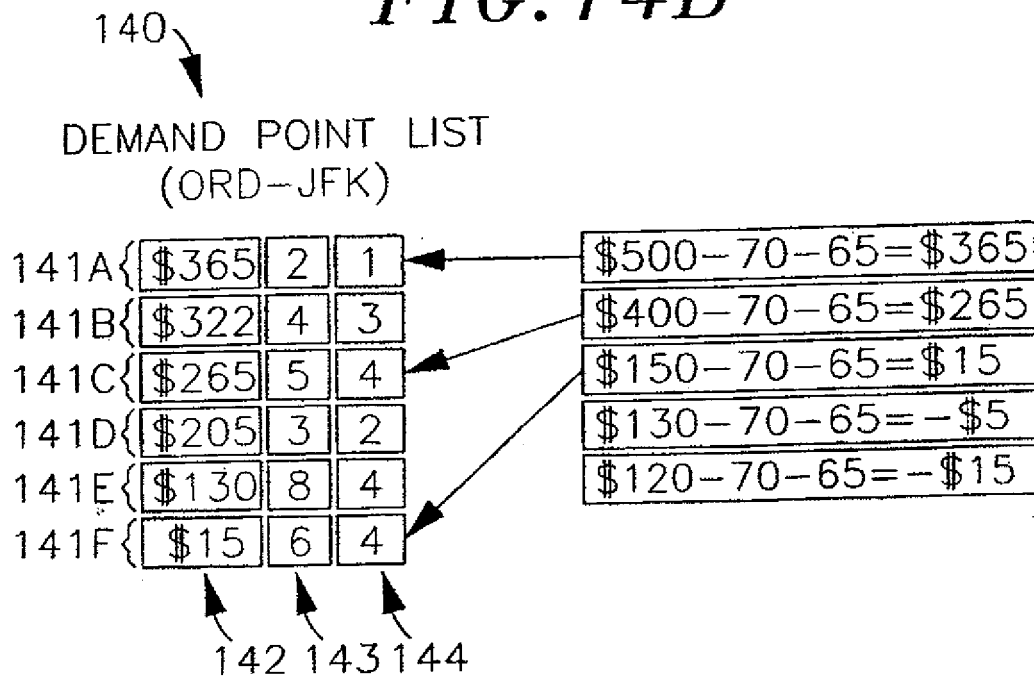 FIG. 14B
140
DEMAND POINT LIST
(ORD-JFK)
141A{ $365 2 1
$500-70-65=$365
141B{ $322 4 3
$400-70-65=$265
141C{ $265 5 4
$150-70-65=$15
141D{ $205 3 2
$130-70-65=-$5
141E{ $130 8 4
$120-70-65=-$15
141F{ $15 6 4
142 143 144